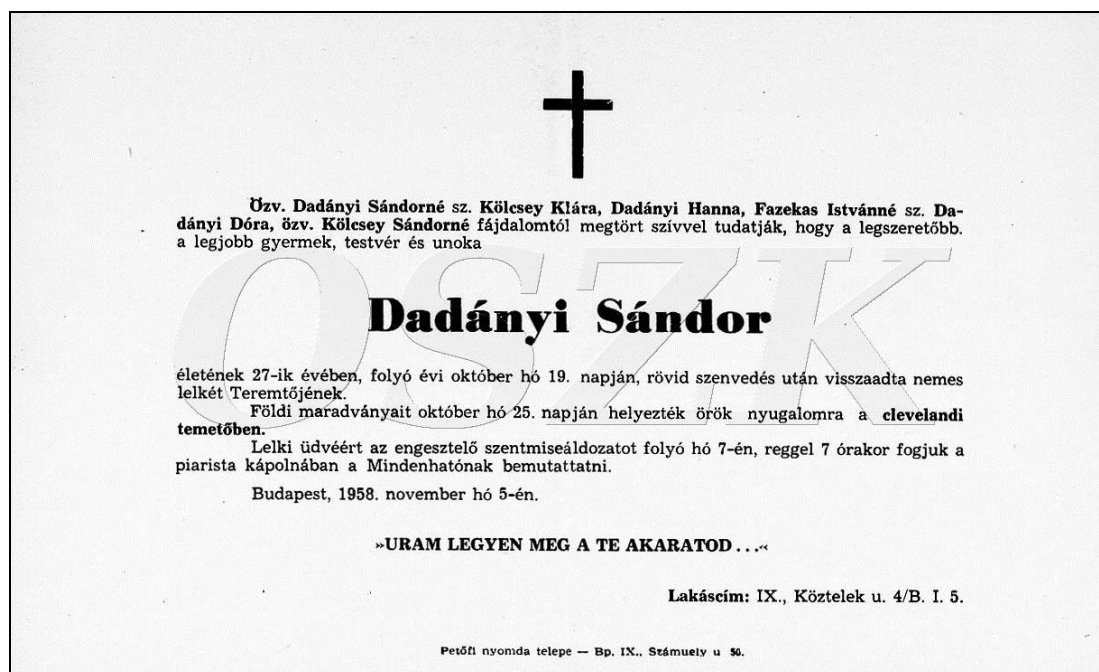 Özv. Dadányi Sándorné sz. Kölcsey Klára, Dadányi Hanna, Fazekas Istvánné sz. Da-
dányi Dóra, özv. Kölcsey Sándorné fájdalomtól megtört szívvel tudatják, hogy a legszeretőbb.
a legjobb gyermek, testvér és unoka
OSZK
Dadányi Sándor
életének 27-ik évében, folyó évi október hó 19. napján, rövid szenvedés után visszaadta nemes
lelkét Teremtőjének.
Földi maradványait október hó 25. napján helyezték örök nyugalomra a clevelandi
temetőben.
Lelki üdvéért az engesztelő szentmiseáldozatot folyó hó 7-én, reggel 7 órakor fogjuk a
piarista kápolnában a Mindenhatónak bemutattatni.
Budapest, 1958. november hó 5-én.
»URAM LEGYEN MEG A TE AKARATOD...«
Lakáscím: IX., Köztelek u. 4/B. I. 5.
Petőfi nyomda telepe — Bp. IX., Számuely u 50.